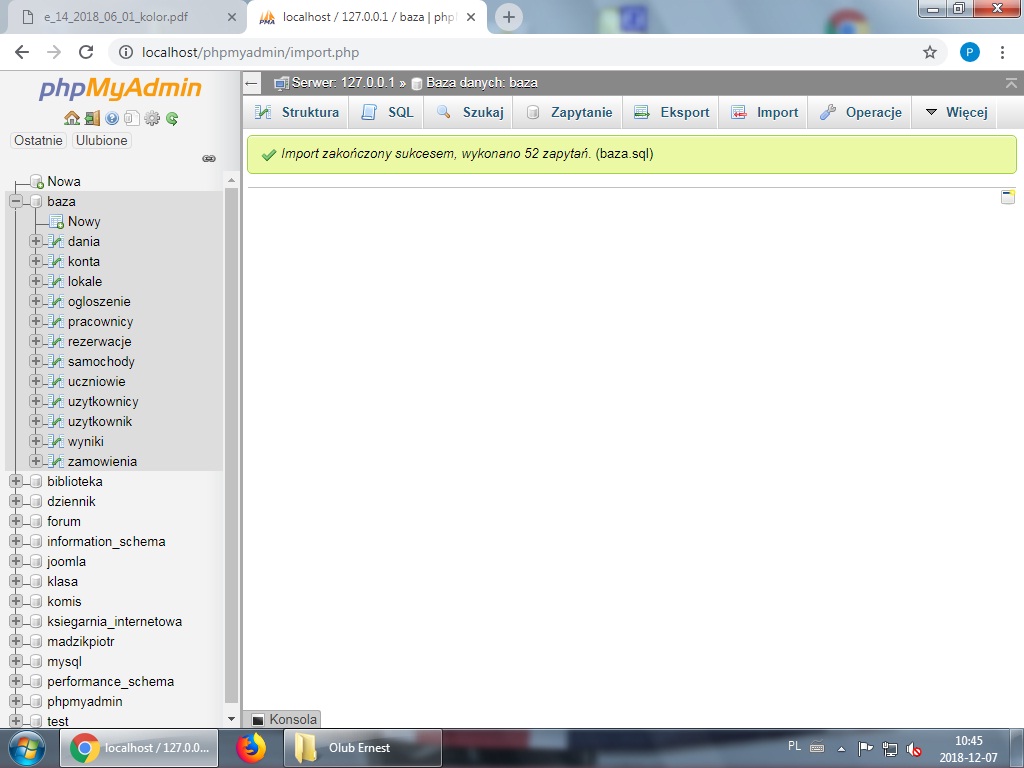 e_14_2018_06_01_kolor.pdf
localhost / 127.0.0.1 / baza | php
localhost/phpmyadmin/import.php
P
phpMyAdmin
Ostatnie Ulubione
Nowa
baza
Nowy
dania
konta
lokale
ogloszenie
pracownicy
rezerwacje
samochody
uczniowie
uzytkownicy
uzytkownik
wyniki
zamowienia
biblioteka
dziennik
forum
information_schema
joomla
klasa
komis
ksiegarnia_internetowa
madzikpiotr
mysql
performance_schema
phpmyadmin
test
Serwer: 127.0.0.1 » Baza danych: baza
Struktura SQL Szukaj Zapytanie Eksport Import Operacje Więcej
Import zakończony sukcesem, wykonano 52 zapytań. (baza.sql)
Konsola
localhost / 127.0.0... Olub Ernest PL 10:45
2018-12-07